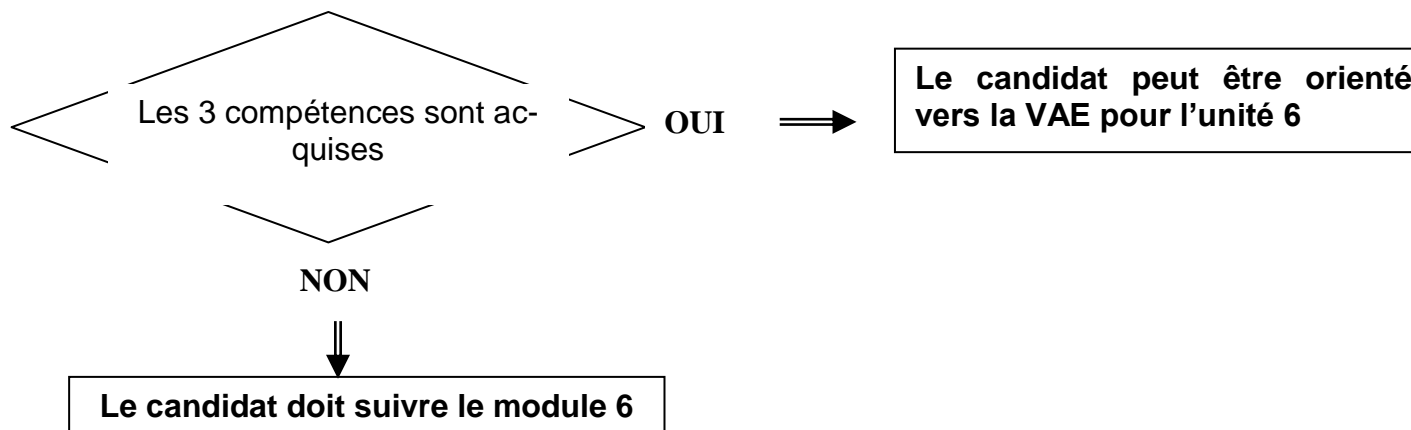 Les 3 compétences sont ac-
quises
OUI
Le candidat peut être orienté
vers la VAE pour l’unité 6
NON
Le candidat doit suivre le module 6